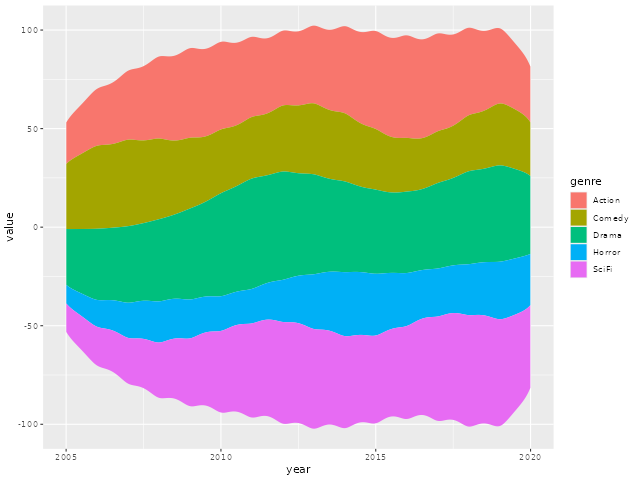 100
50
0
-50
-100
value
2005
2010
2015
2020
year
genre
Action
Comedy
Drama
Horror
SciFi